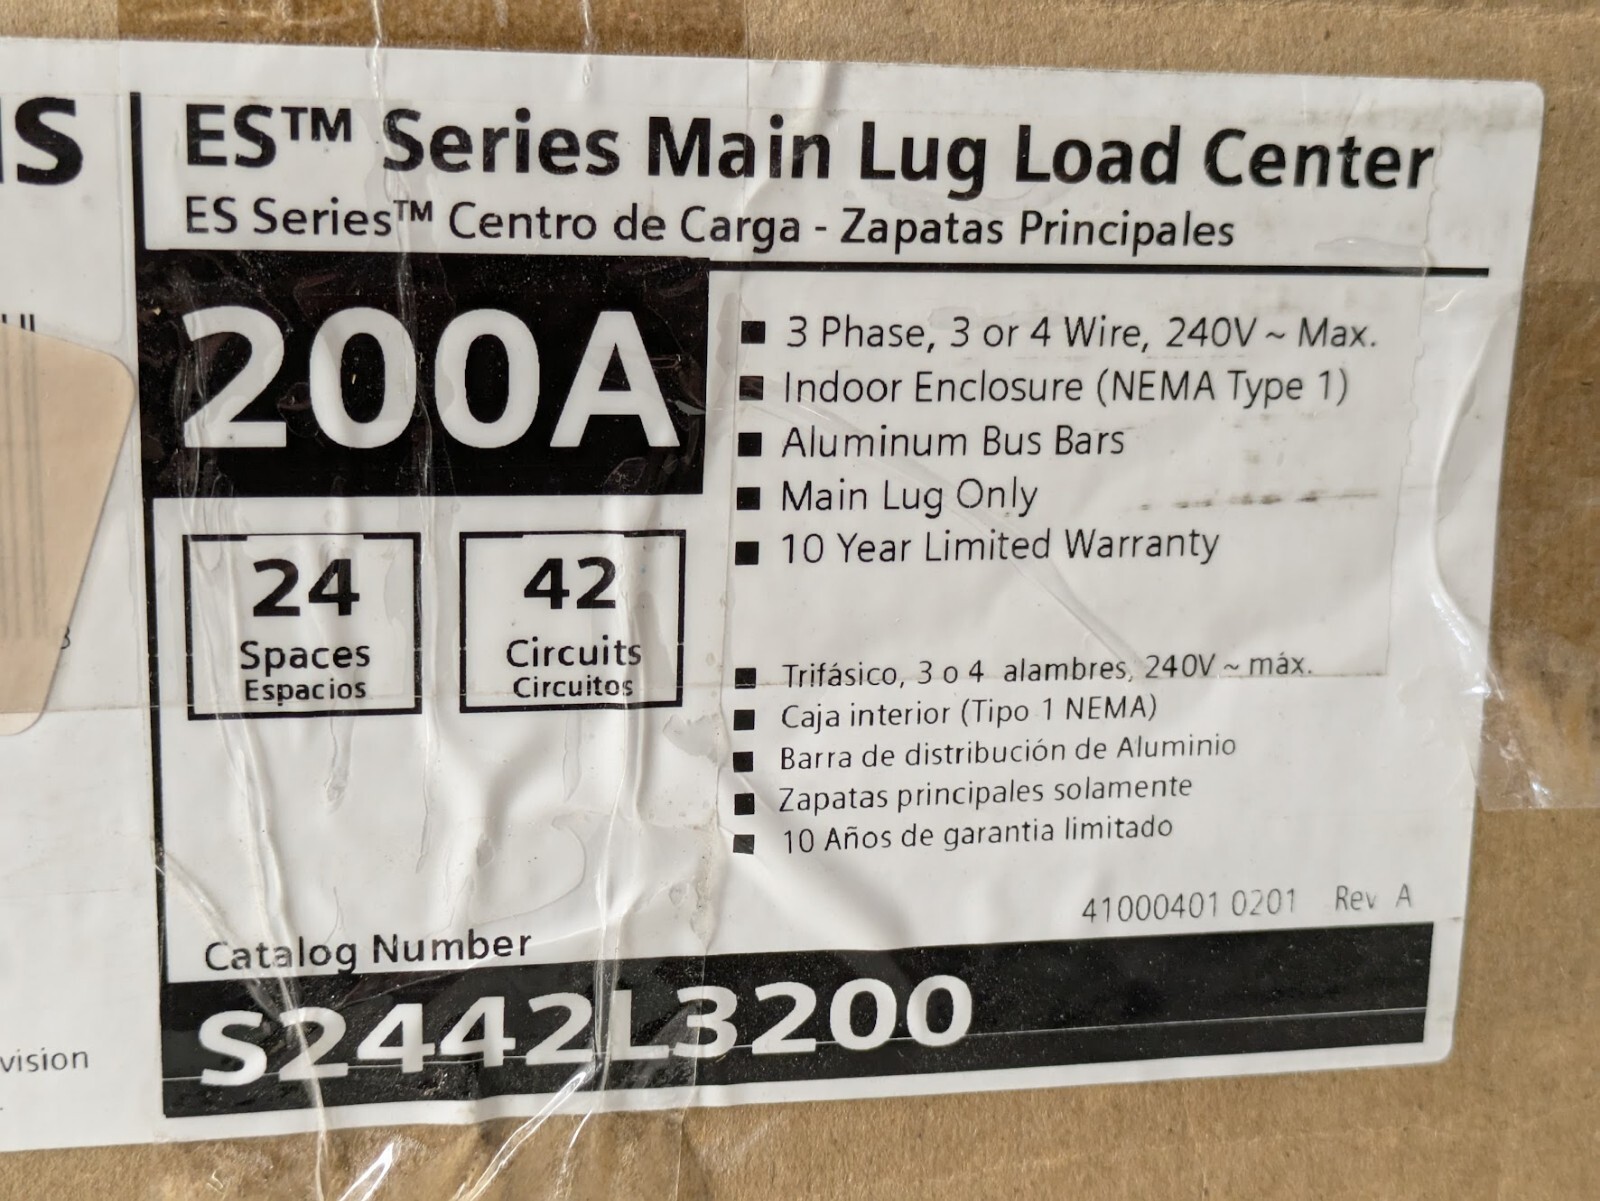 ES™ Series Main Lug Load Center
ES Series™ Centro de Carga - Zapatas Principales
200A
3 Phase, 3 or 4 Wire, 240V ~ Max.
Indoor Enclosure (NEMA Type 1)
Aluminum Bus Bars
Main Lug Only
10 Year Limited Warranty
24
Spaces
Espacios
42
Circuits
Circuitos
Trifásico, 3 o 4 alambres, 240V ~ máx.
Caja interior (Tipo 1 NEMA)
Barra de distribución de Aluminio
Zapatas principales solamente
10 Años de garantia limitado
41000401 0201 Rev A
Catalog Number
S2442L3200
vision